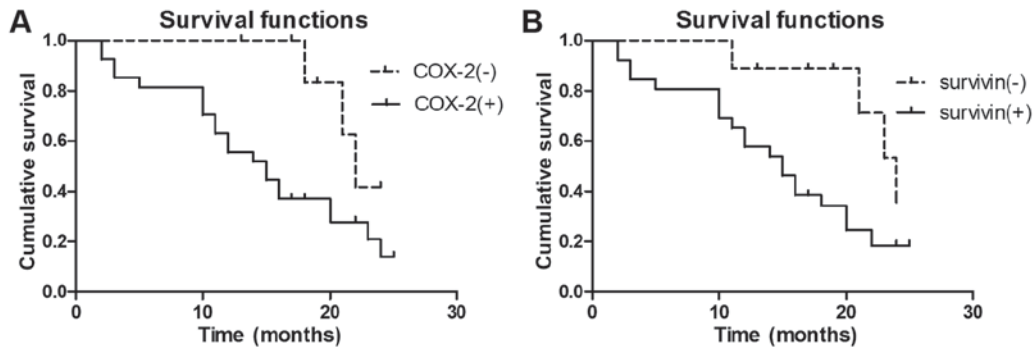 A
Survival functions
Cumulative survival
1.0
0.8
0.6
0.4
0.2
0.0
COX-2(-)
COX-2(+)
0
10
20
30
Time (months)
B
Survival functions
Cumulative survival
1.0
0.8
0.6
0.4
0.2
0.0
survivin(-)
survivin(+)
0
10
20
30
Time (months)